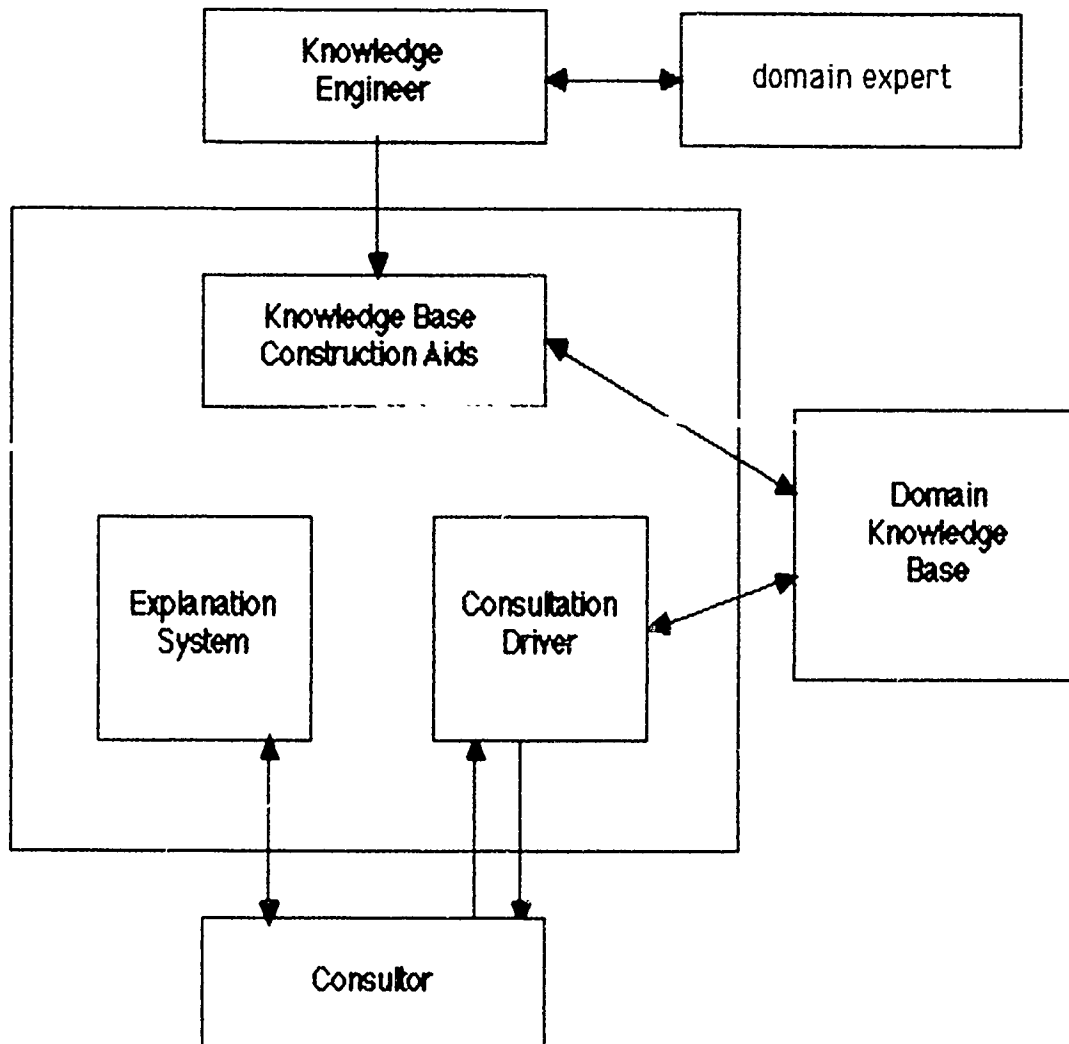 Knowledge
Engineer
domain expert
Knowledge Base
Construction Aids
Domain
Knowledge
Base
Explanation
System
Consultation
Driver
Consultor